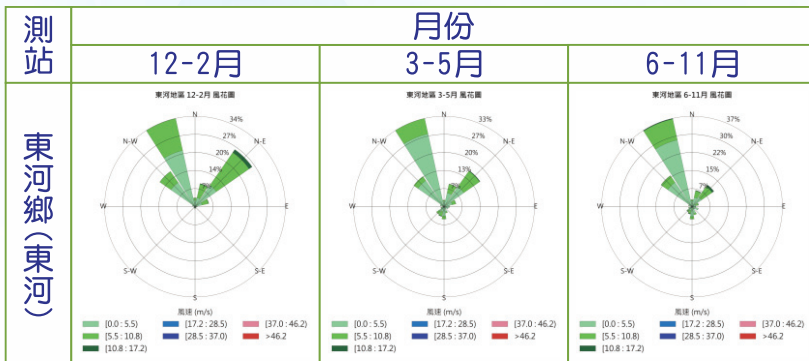 測站
月份
12-2月
3-5月
6-11月
東河鄉(東河)
東河地區 12-2月 風花圖
N
34%
27%
20%
14%
N-W
N-E
W
E
S-W
S-E
S
風速 (m/s)
[0.0 : 5.5)
[17.2 : 28.5)
[37.0 : 46.2)
[5.5 : 10.8)
[28.5 : 37.0)
>46.2
[10.8 : 17.2)
東河地區 3-5月 風花圖
N
33%
27%
20%
13%
N-W
N-E
W
E
S-W
S-E
S
風速 (m/s)
[0.0 : 5.5)
[17.2 : 28.5)
[37.0 : 46.2)
[5.5 : 10.8)
[28.5 : 37.0)
>46.2
[10.8 : 17.2)
東河地區 6-11月 風花圖
N
37%
30%
22%
15%
N-W
N-E
W
E
S-W
S-E
S
風速 (m/s)
[0.0 : 5.5)
[17.2 : 28.5)
[37.0 : 46.2)
[5.5 : 10.8)
[28.5 : 37.0)
>46.2
[10.8 : 17.2)